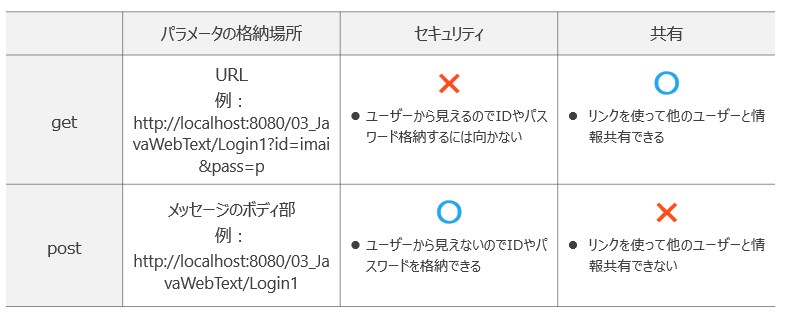 パラメータの格納場所
セキュリティ
共有
get
URL
例：
http://localhost:8080/03_Ja
vaWebText/Login1?id=imai
&pass=p
×
● ユーザーから見えるのでIDやパス
ワード格納するには向かない
○
● リンクを使って他のユーザーと情
報共有できる
post
メッセージのボディ部
例：
http://localhost:8080/03_Ja
vaWebText/Login1
○
● ユーザーから見えないのでIDやパ
スワードを格納できる
×
● リンクを使って他のユーザーと情
報共有できない